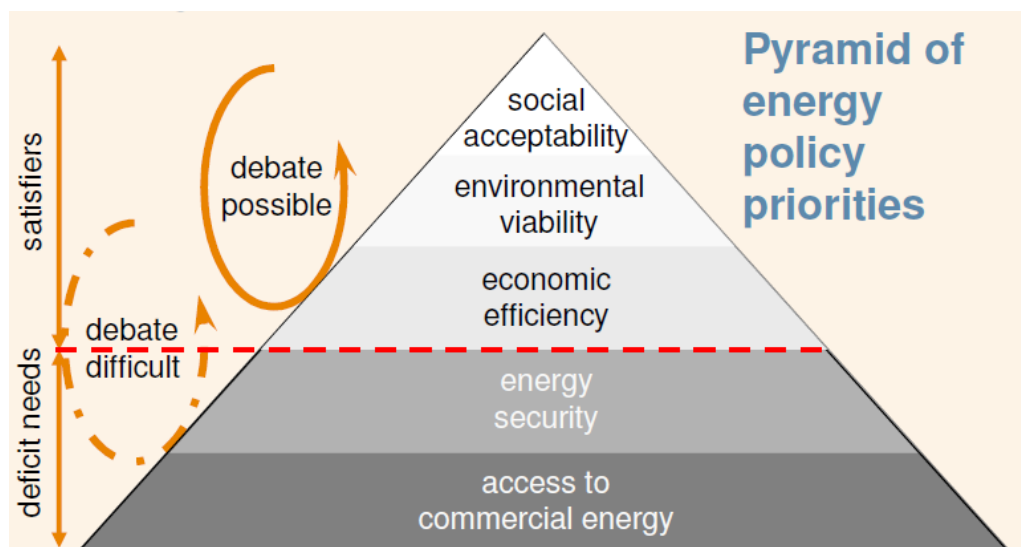 Pyramid of
energy
policy
priorities
social
acceptability
environmental
viability
economic
efficiency
energy
security
access to
commercial energy
debate
possible
debate
difficult
satisfiers
deficit needs